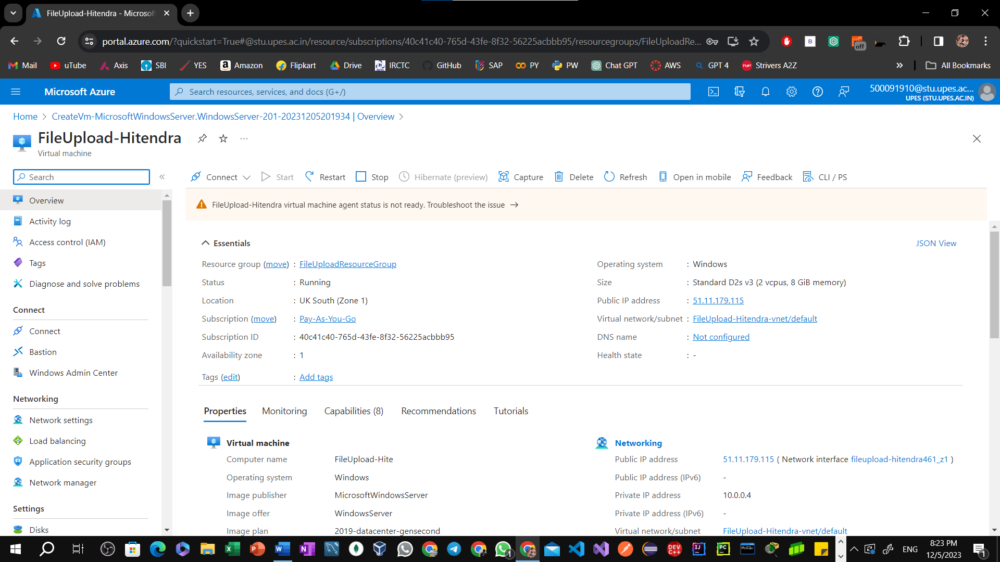 FileUpload-Hitendra - Microsof
portal.azure.com/?quickstart=True#@stu.upes.ac.in/resource/subscriptions/40c41c40-765d-43fe-8f32-56225acbbb95/resourcegroups/FileUploadRe...
off
Mail uTube Axis SBI YES Amazon Flipkart Drive IRCTC GitHub SAP PY PW Chat GPT AWS GPT 4 Strivers A2Z All Bookmarks
Microsoft Azure
Search resources, services, and docs (G+/)
500091910@stu.upes.ac...
UPES (STU.UPES.AC.IN)
Home > CreateVm-MicrosoftWindowsServer.WindowsServer-201-20231205201934 | Overview >
FileUpload-Hitendra
Virtual machine
Search
Connect Start Restart Stop Hibernate (preview) Capture Delete Refresh Open in mobile Feedback CLI / PS
Overview
Activity log
Access control (IAM)
Tags
Diagnose and solve problems
Connect
Connect
Bastion
Windows Admin Center
Networking
Network settings
Load balancing
Application security groups
Network manager
Settings
Disks
FileUpload-Hitendra virtual machine agent status is not ready. Troubleshoot the issue →
Essentials
JSON View
Resource group (move) : FileUploadResourceGroup
Status : Running
Location : UK South (Zone 1)
Subscription (move) : Pay-As-You-Go
Subscription ID : 40c41c40-765d-43fe-8f32-56225acbbb95
Availability zone : 1
Tags (edit) : Add tags
Operating system : Windows
Size : Standard D2s v3 (2 vcpus, 8 GiB memory)
Public IP address : 51.11.179.115
Virtual network/subnet : FileUpload-Hitendra-vnet/default
DNS name : Not configured
Health state : -
Properties Monitoring Capabilities (8) Recommendations Tutorials
Virtual machine
Computer name FileUpload-Hite
Operating system Windows
Image publisher MicrosoftWindowsServer
Image offer WindowsServer
Image plan 2019-datacenter-gensecond
Networking
Public IP address 51.11.179.115 ( Network interface fileupload-hitendra461_z1 )
Public IP address (IPv6) -
Private IP address 10.0.0.4
Private IP address (IPv6) -
Virtual network/subnet FileUpload-Hitendra-vnet/default
ENG
8:23 PM
12/5/2023
1